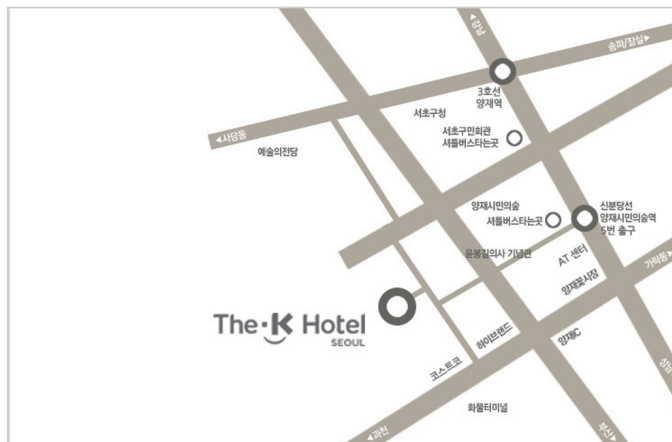 ◀강남
송파/잠실▶
3호선
양재역
서초구청
◀사당동
서초구민회관
셔틀버스타는곳
예술의전당
양재시민의숲
셔틀버스타는곳
신분당선
양재시민의숲역
5번 출구
윤봉길의사 기념관
AT 센터
가락동▶
양재꽃시장
The·K Hotel
SEOUL
하이브랜드
양재IC
코스트코
성남
화물터미널
◀과천
부산▶